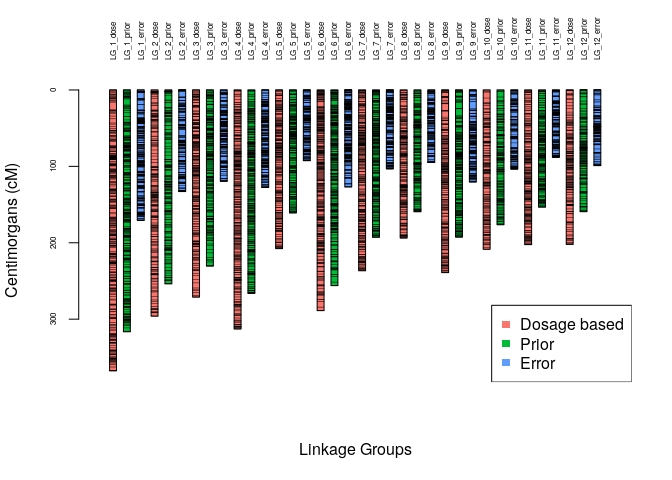 LG_1_dose
LG_1_prior
LG_1_error
LG_2_dose
LG_2_prior
LG_2_error
LG_3_dose
LG_3_prior
LG_3_error
LG_4_dose
LG_4_prior
LG_4_error
LG_5_dose
LG_5_prior
LG_5_error
LG_6_dose
LG_6_prior
LG_6_error
LG_7_dose
LG_7_prior
LG_7_error
LG_8_dose
LG_8_prior
LG_8_error
LG_9_dose
LG_9_prior
LG_9_error
LG_10_dose
LG_10_prior
LG_10_error
LG_11_dose
LG_11_prior
LG_11_error
LG_12_dose
LG_12_prior
LG_12_error
0
100
200
300
Centimorgans (cM)
Dosage based
Prior
Error
Linkage Groups